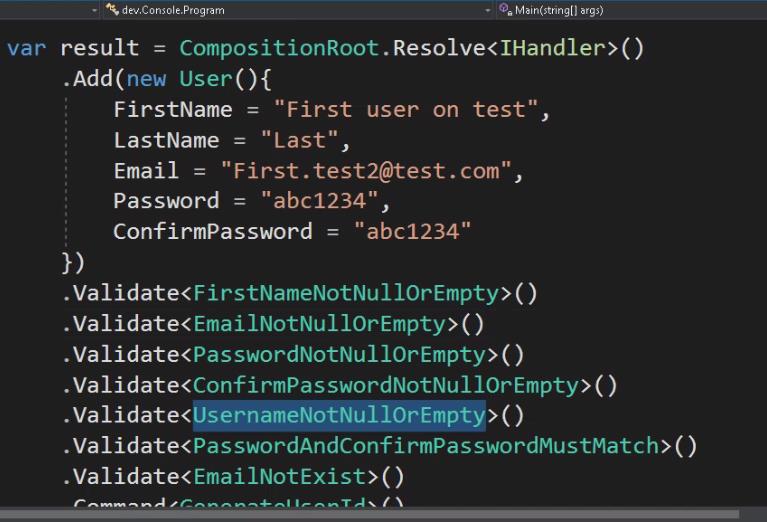 dev.Console.Program Main(string[] args)
var result = CompositionRoot.Resolve<IHandler>()
.Add(new User(){
FirstName = "First user on test",
LastName = "Last",
Email = "First.test2@test.com",
Password = "abc1234",
ConfirmPassword = "abc1234"
})
.Validate<FirstNameNotNullOrEmpty>()
.Validate<EmailNotNullOrEmpty>()
.Validate<PasswordNotNullOrEmpty>()
.Validate<ConfirmPasswordNotNullOrEmpty>()
.Validate<UsernameNotNullOrEmpty>()
.Validate<PasswordAndConfirmPasswordMustMatch>()
.Validate<EmailNotExist>()
.Command<GenerateUserId>()